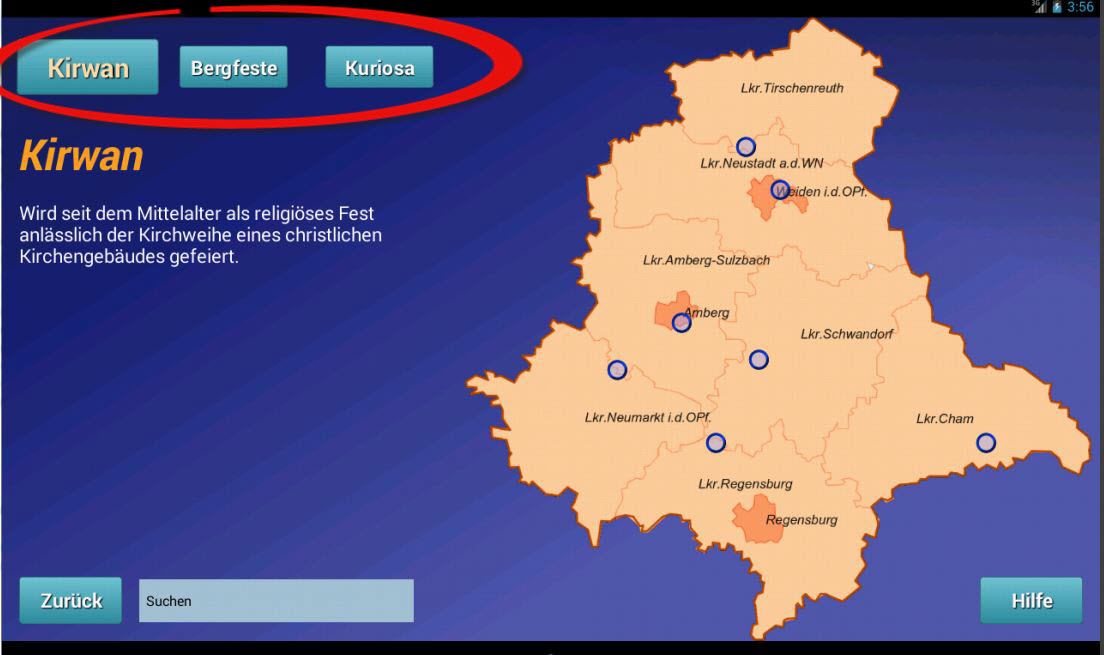 3G 3:56
Kirwan Bergfeste Kuriosa
Kirwan
Wird seit dem Mittelalter als religiöses Fest
anlässlich der Kirchweihe eines christlichen
Kirchengebäudes gefeiert.
Lkr.Tirschenreuth
Lkr.Neustadt a.d.WN
Weiden i.d.OPf.
Lkr.Amberg-Sulzbach
Amberg
Lkr.Schwandorf
Lkr.Neumarkt i.d.OPf.
Lkr.Cham
Lkr.Regensburg
Regensburg
Zurück Suchen Hilfe